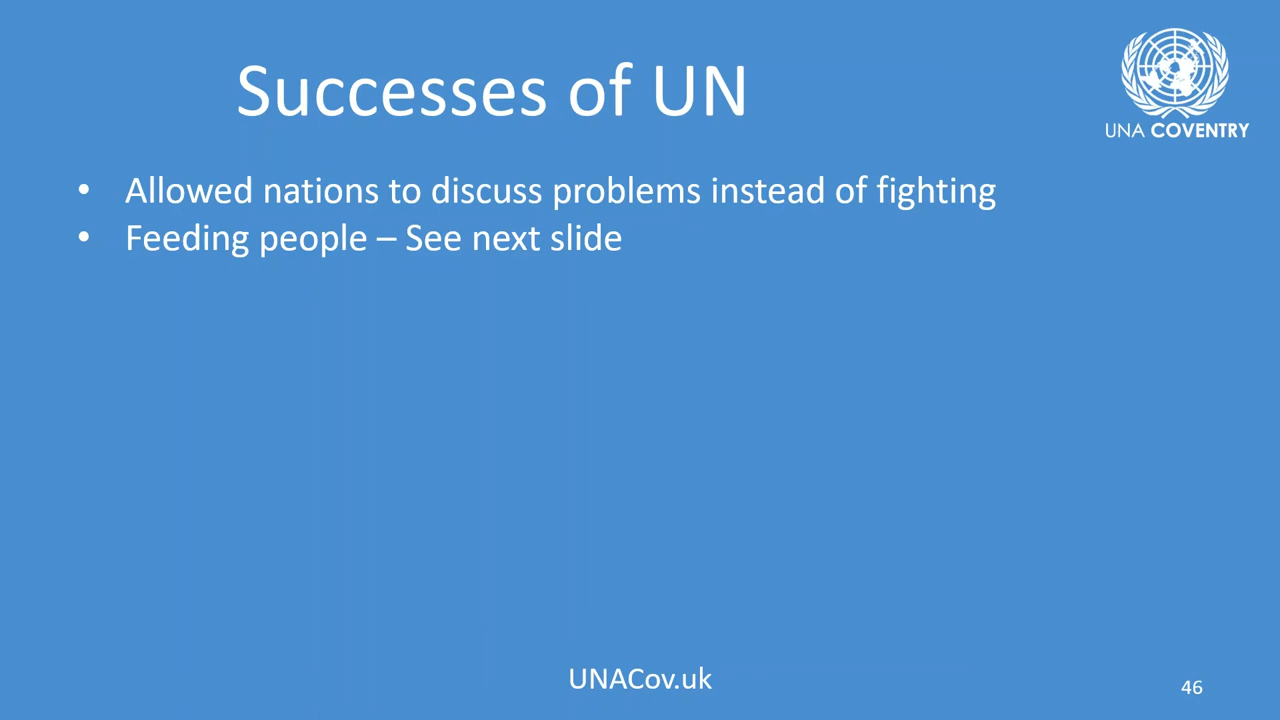 Successes of UN
UNA COVENTRY
• Allowed nations to discuss problems instead of fighting
• Feeding people – See next slide
UNACov.uk
46